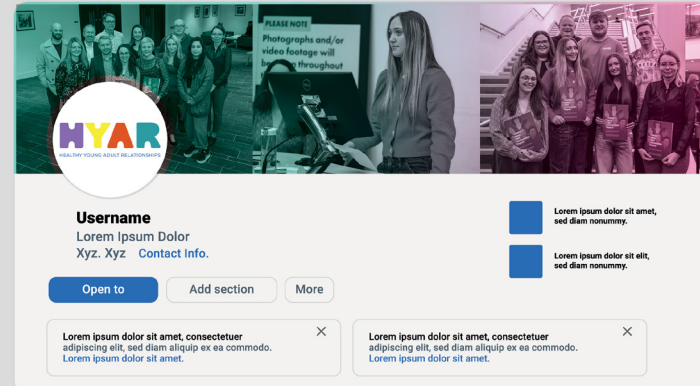 PLEASE NOTE
Photographs and/or
video footage will
be
throughout
HYAR
HEALTHY YOUNG ADULT RELATIONSHIPS
Username
Lorem Ipsum Dolor
Xyz. Xyz Contact Info.
Lorem ipsum dolor sit amet,
sed diam nonummy.
Lorem ipsum dolor sit elit,
sed diam nonummy.
Open to
Add section
More
Lorem ipsum dolor sit amet, consectetuer
adipiscing elit, sed diam aliquip ex ea commodo.
Lorem ipsum dolor sit amet.
Lorem ipsum dolor sit amet, consectetuer
adipiscing elit, sed diam aliquip ex ea commodo.
Lorem ipsum dolor sit amet.